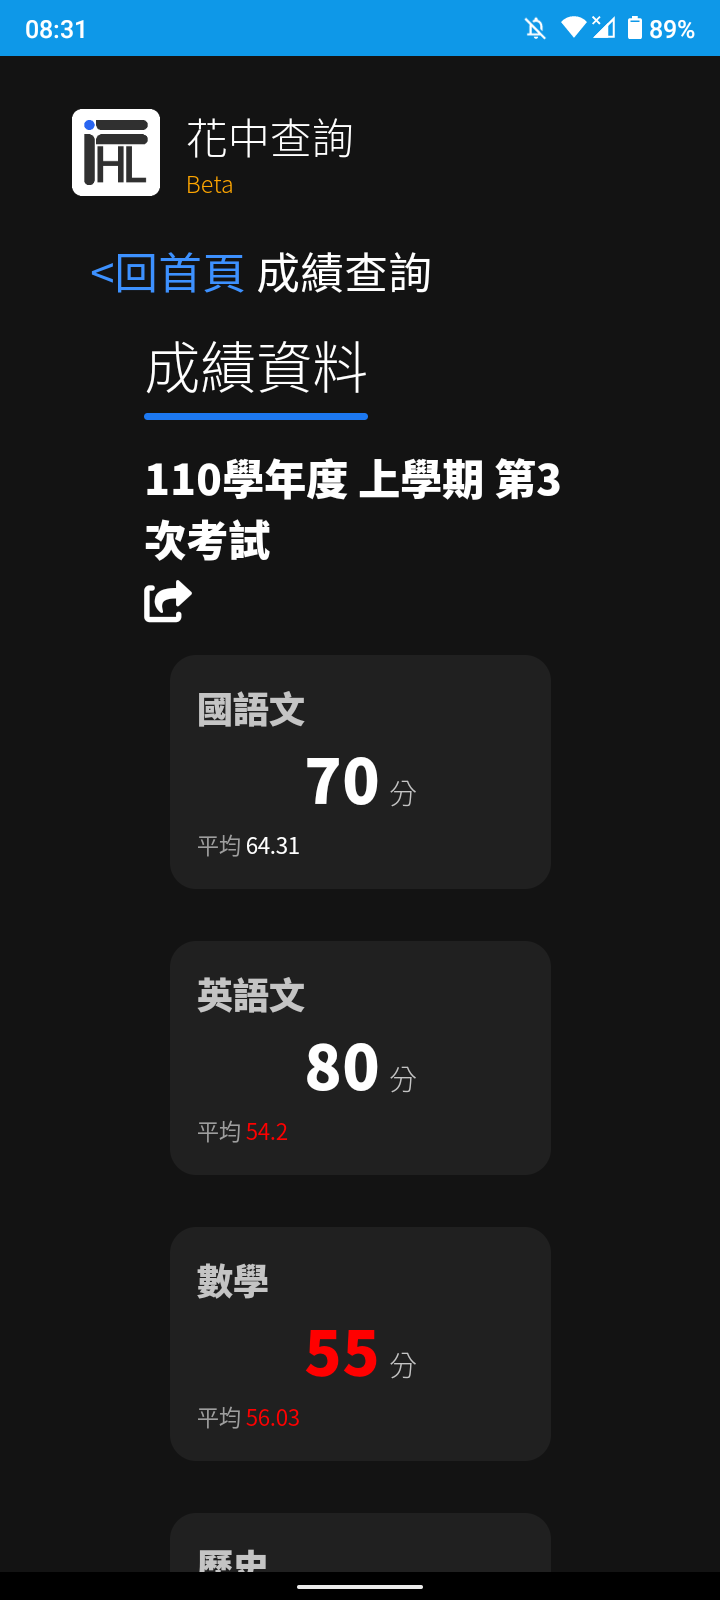 08:31
89%
iHL
花中查詢
Beta
<回首頁 成績查詢
成績資料
110學年度 上學期 第3
次考試
國語文
70 分
平均 64.31
英語文
80 分
平均 54.2
數學
55 分
平均 56.03
歷史